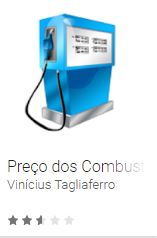 Preço dos Combust
Vinícius Tagliaferro